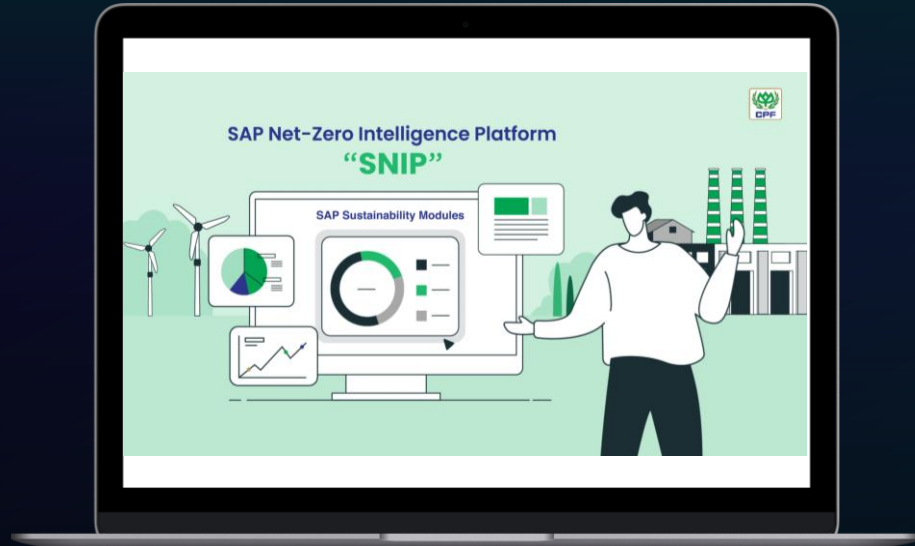 CPF
SAP Net-Zero Intelligence Platform
“SNIP”
SAP Sustainability Modules